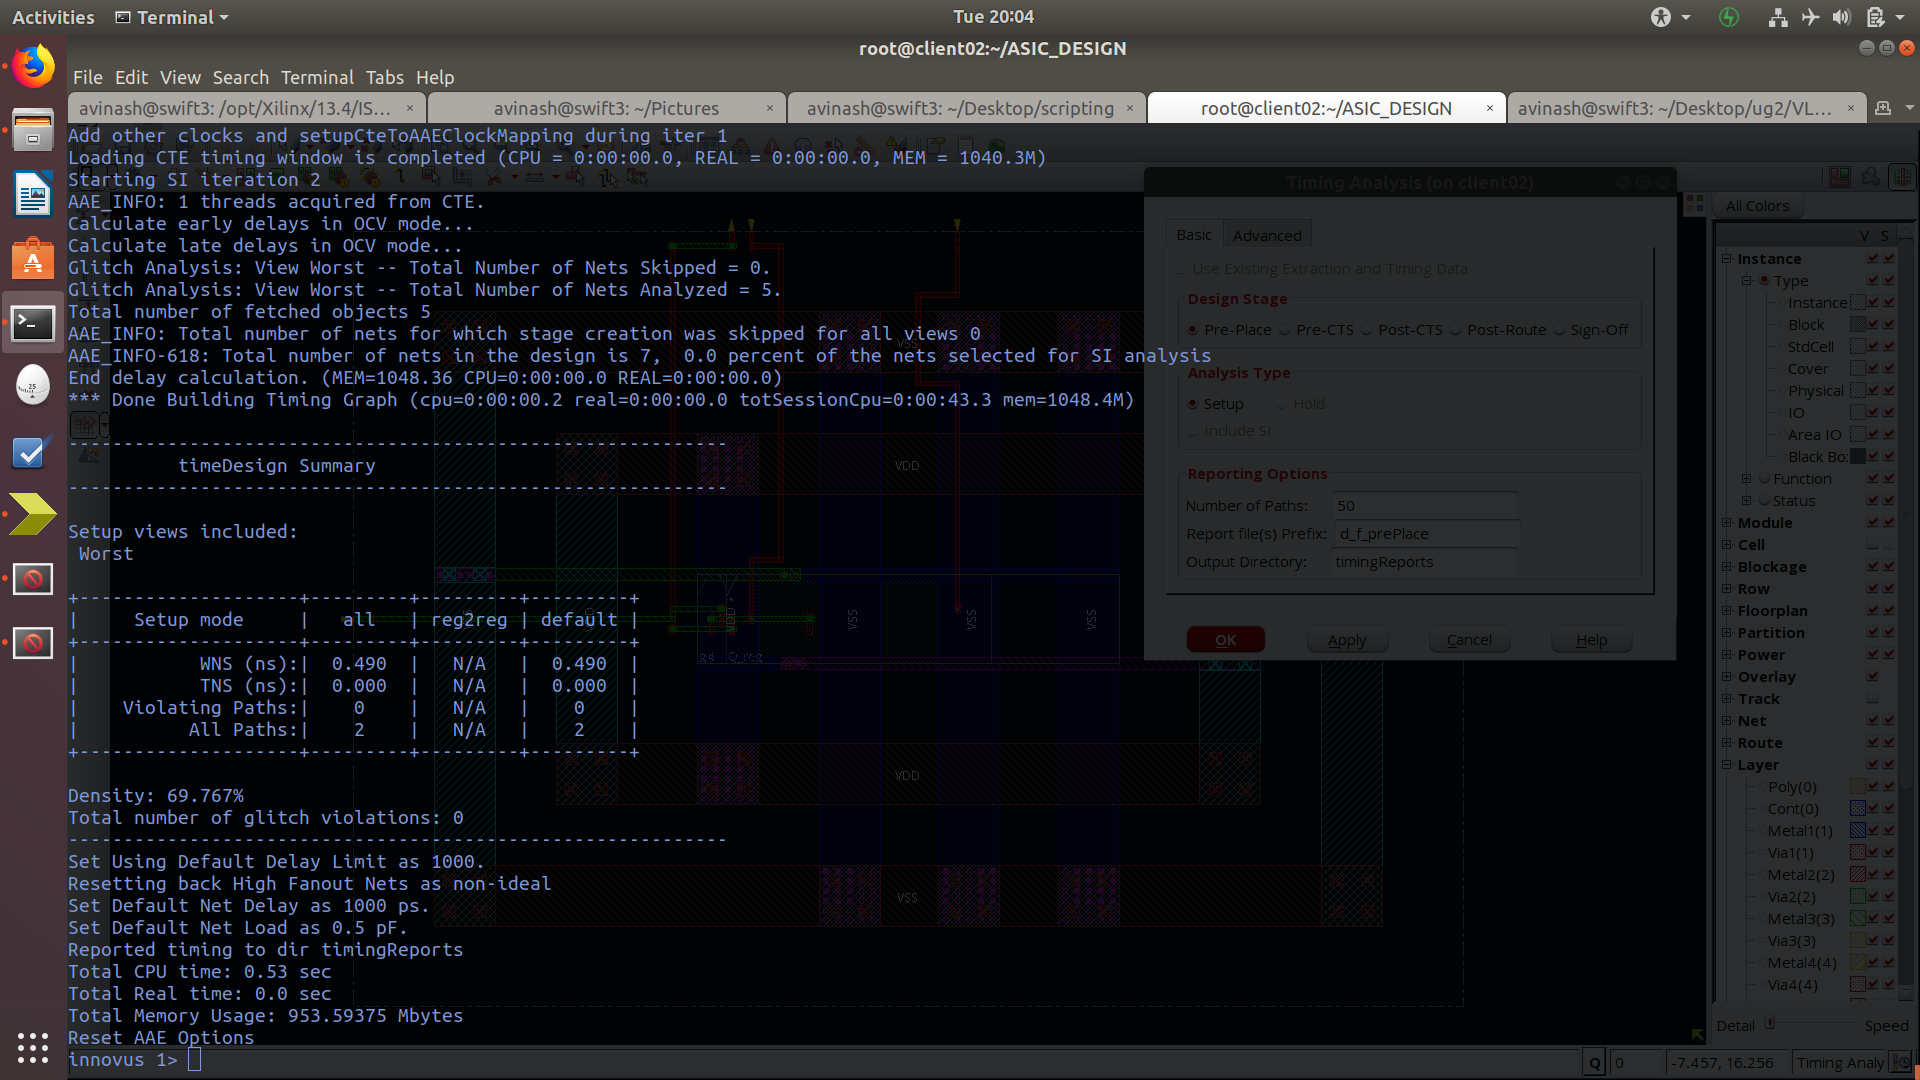 Activities Terminal Tue 20:04
root@client02:~/ASIC_DESIGN
File Edit View Search Terminal Tabs Help
avinash@swift3: /opt/Xilinx/13.4/IS... × avinash@swift3: ~/Pictures × avinash@swift3: ~/Desktop/scripting × root@client02:~/ASIC_DESIGN × avinash@swift3: ~/Desktop/ug2/VL... ×
Add other clocks and setupCteToAAEClockMapping during iter 1
Loading CTE timing window is completed (CPU = 0:00:00.0, REAL = 0:00:00.0, MEM = 1040.3M)
Starting SI iteration 2
AAE_INFO: 1 threads acquired from CTE.
Calculate early delays in OCV mode...
Calculate late delays in OCV mode...
Glitch Analysis: View Worst -- Total Number of Nets Skipped = 0.
Glitch Analysis: View Worst -- Total Number of Nets Analyzed = 5.
Total number of fetched objects 5
AAE_INFO: Total number of nets for which stage creation was skipped for all views 0
AAE_INFO-618: Total number of nets in the design is 7,  0.0 percent of the nets selected for SI analysis
End delay calculation. (MEM=1048.36 CPU=0:00:00.0 REAL=0:00:00.0)
*** Done Building Timing Graph (cpu=0:00:00.2 real=0:00:00.0 totSessionCpu=0:00:43.3 mem=1048.4M)
------------------------------------------------------------
timeDesign Summary
------------------------------------------------------------
Setup views included:
Worst
+--------------------+---------+---------+---------+
|     Setup mode     |   all   | reg2reg | default |
+--------------------+---------+---------+---------+
|           WNS (ns):|  0.490  |   N/A   |  0.490  |
|           TNS (ns):|  0.000  |   N/A   |  0.000  |
|    Violating Paths:|    0    |   N/A   |    0    |
|          All Paths:|    2    |   N/A   |    2    |
+--------------------+---------+---------+---------+
Density: 69.767%
Total number of glitch violations: 0
------------------------------------------------------------
Set Using Default Delay Limit as 1000.
Resetting back High Fanout Nets as non-ideal
Set Default Net Delay as 1000 ps.
Set Default Net Load as 0.5 pF.
Reported timing to dir timingReports
Total CPU time: 0.53 sec
Total Real time: 0.0 sec
Total Memory Usage: 953.59375 Mbytes
Reset AAE Options
innovus 1>
VSS
VDD
VDD
VDD
VSS
VSS
VSS
VDD
VSS
Timing Analysis (on client02)
Basic Advanced
Use Existing Extraction and Timing Data
Design Stage
Pre-Place Pre-CTS Post-CTS Post-Route Sign-Off
Analysis Type
Setup Hold
Include SI
Reporting Options
Number of Paths: 50
Report file(s) Prefix: d_f_prePlace
Output Directory: timingReports
OK Apply Cancel Help
All Colors
V S
Instance
Type
Instance
Block
StdCell
Cover
Physical
IO
Area IO
Black Bo
Function
Status
Module
Cell
Blockage
Row
Floorplan
Partition
Power
Overlay
Track
Net
Route
Layer
Poly(0)
Cont(0)
Metal1(1)
Via1(1)
Metal2(2)
Via2(2)
Metal3(3)
Via3(3)
Metal4(4)
Via4(4)
Detail Speed
Q 0 -7.457, 16.256 Timing Analy